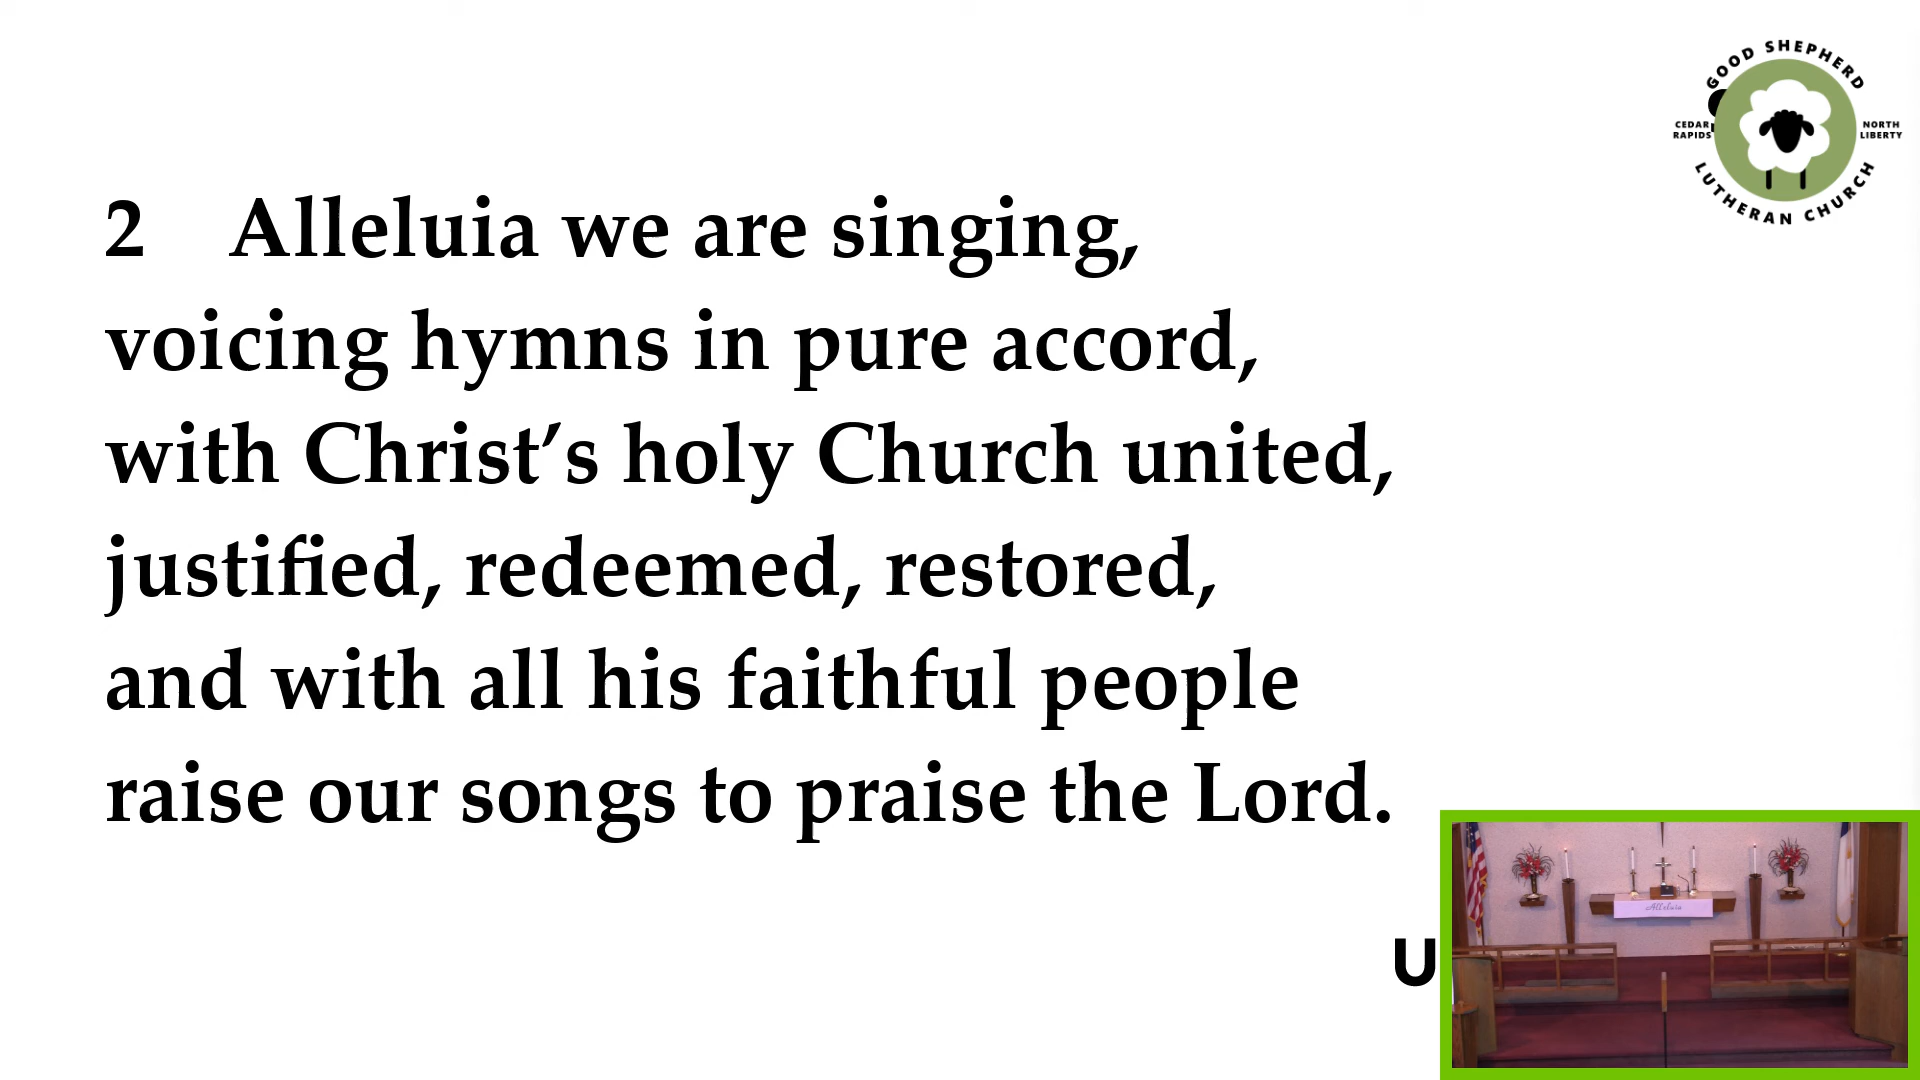 GOOD SHEPHERD
CEDAR RAPIDS
NORTH LIBERTY
LUTHERAN CHURCH
2 Alleluia we are singing,
voicing hymns in pure accord,
with Christ’s holy Church united,
justified, redeemed, restored,
and with all his faithful people
raise our songs to praise the Lord.
U
Alleluia